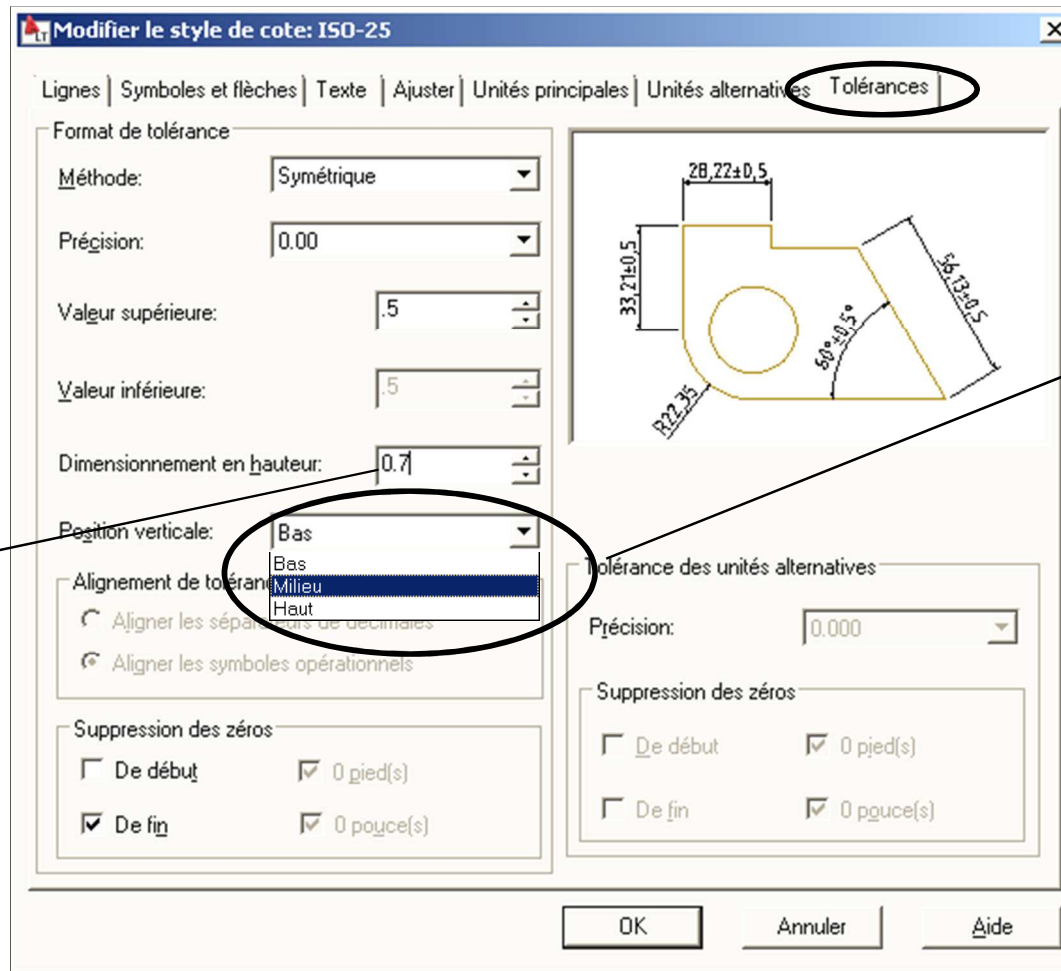 Modifier le style de cote: ISO-25
Lignes Symboles et flèches Texte Ajuster Unités principales Unités alternatives Tolérances
Format de tolérance
Méthode: Symétrique
Précision: 0.00
Valeur supérieure: .5
Valeur inférieure: .5
Dimensionnement en hauteur: 0.7
Position verticale: Bas
Bas
Milieu
Haut
Alignement de toléran
Aligner les séparateurs de décimales
Aligner les symboles opérationnels
Suppression des zéros
De début 0 pied(s)
De fin 0 pouce(s)
28,22±0,5
33,21±0,5
56,13±0,5
60°±0,5°
R22,35
Tolérance des unités alternatives
Précision: 0.000
Suppression des zéros
De début 0 pied(s)
De fin 0 pouce(s)
OK Annuler Aide